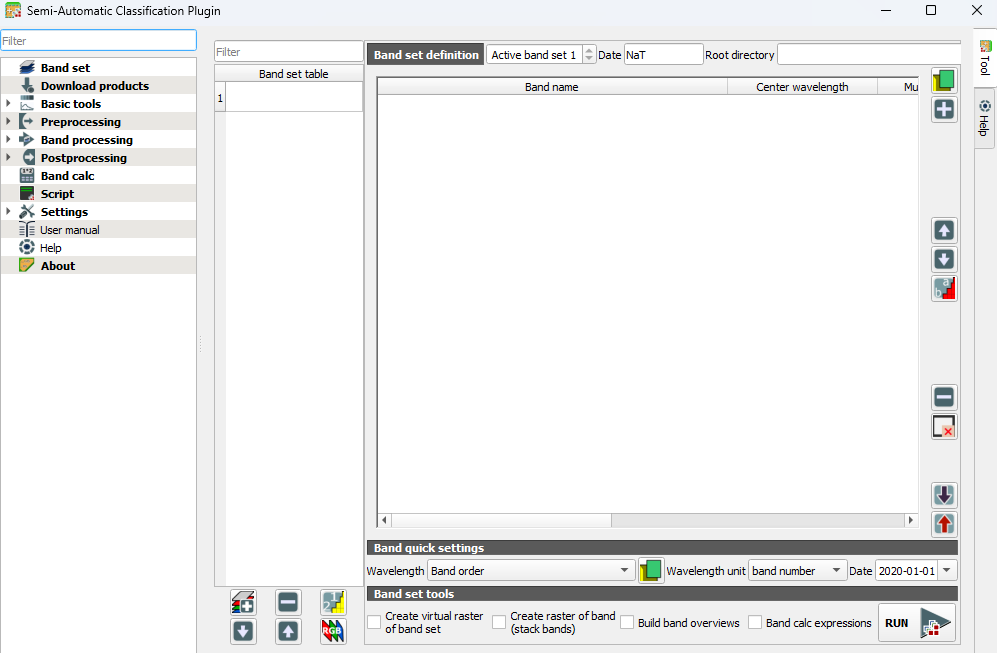 Semi-Automatic Classification Plugin
Filter
Band set
Download products
Basic tools
Preprocessing
Band processing
Postprocessing
Band calc
Script
Settings
User manual
Help
About
Filter
Band set table
1
Band set definition
Active band set 1
Date
NaT
Root directory
Band name
Center wavelength
Mu
Tool
Help
Band quick settings
Wavelength
Band order
Wavelength unit
band number
Date
2020-01-01
Band set tools
Create virtual raster
of band set
Create raster of band
(stack bands)
Build band overviews
Band calc expressions
RUN
RGB